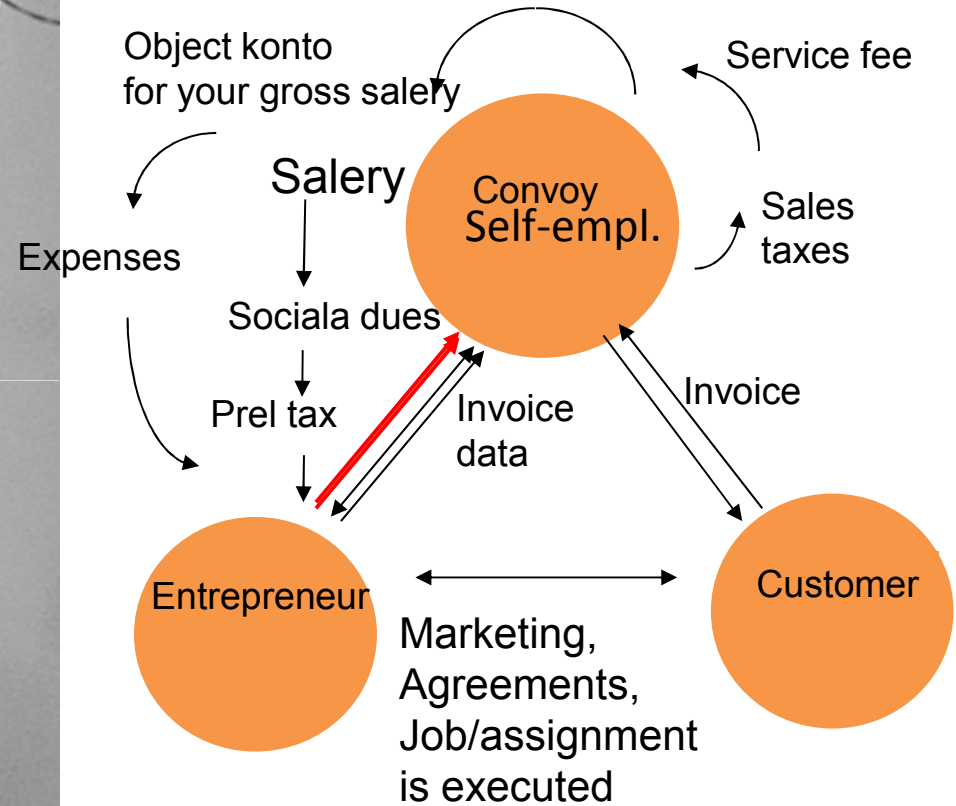 Object konto
for your gross salery
Service fee
Salery
Convoy
Self-empl.
Sales
taxes
Expenses
Sociala dues
Prel tax
Invoice
data
Invoice
Entrepreneur
Customer
Marketing,
Agreements,
Job/assignment
is executed